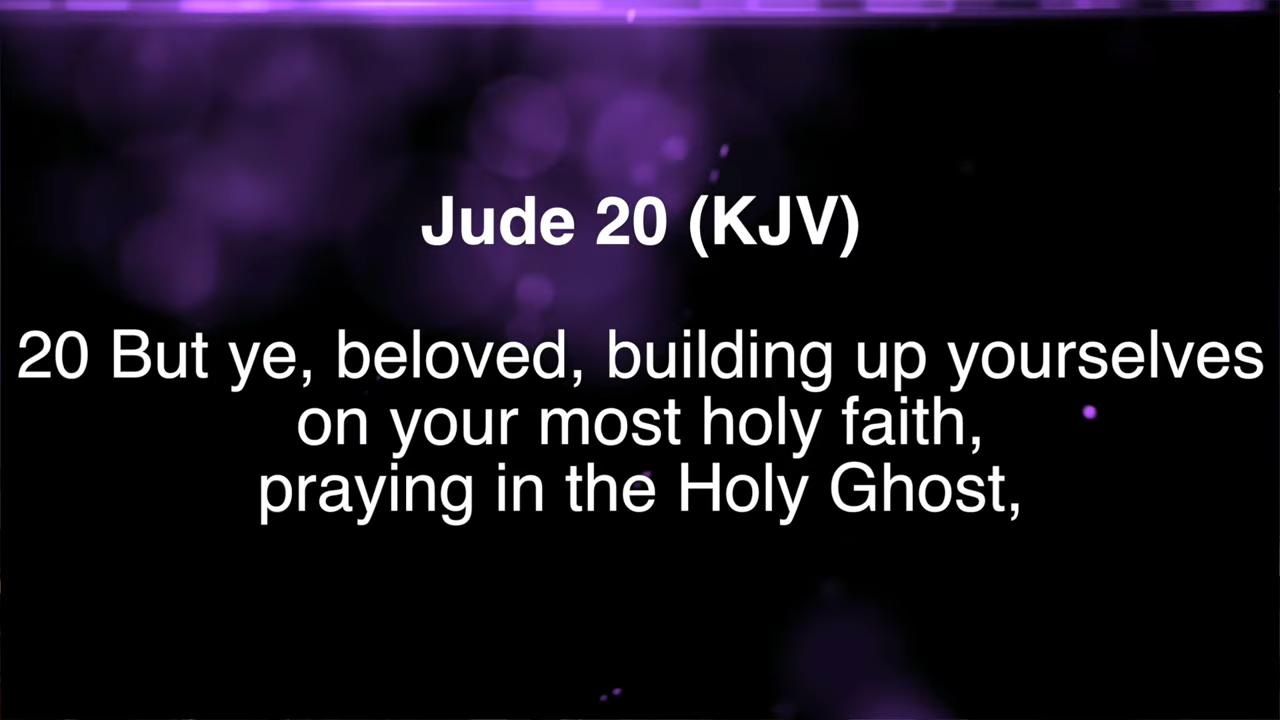 Jude 20 (KJV)
20 But ye, beloved, building up yourselves
on your most holy faith,
praying in the Holy Ghost,